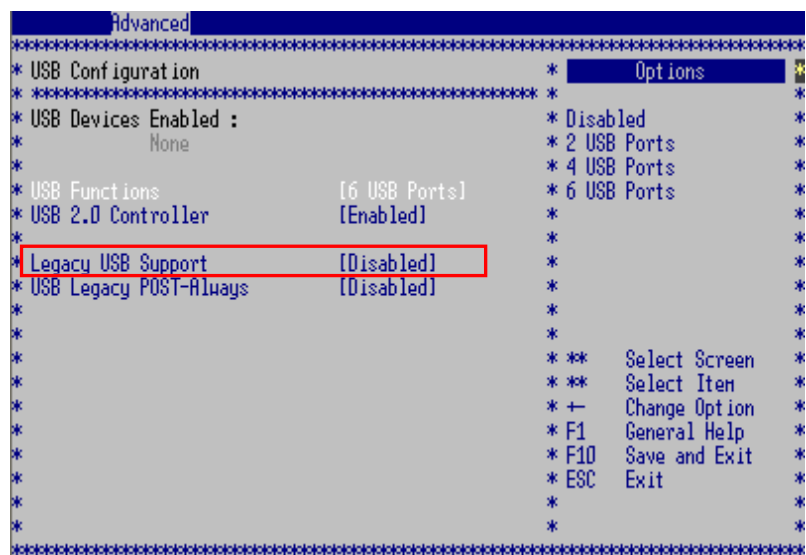 Advanced
USB Configuration
Options
USB Devices Enabled :
None
Disabled
2 USB Ports
4 USB Ports
6 USB Ports
USB Functions [6 USB Ports]
USB 2.0 Controller [Enabled]
Legacy USB Support [Disabled]
USB Legacy POST-Always [Disabled]
** Select Screen
** Select Item
+- Change Option
F1 General Help
F10 Save and Exit
ESC Exit